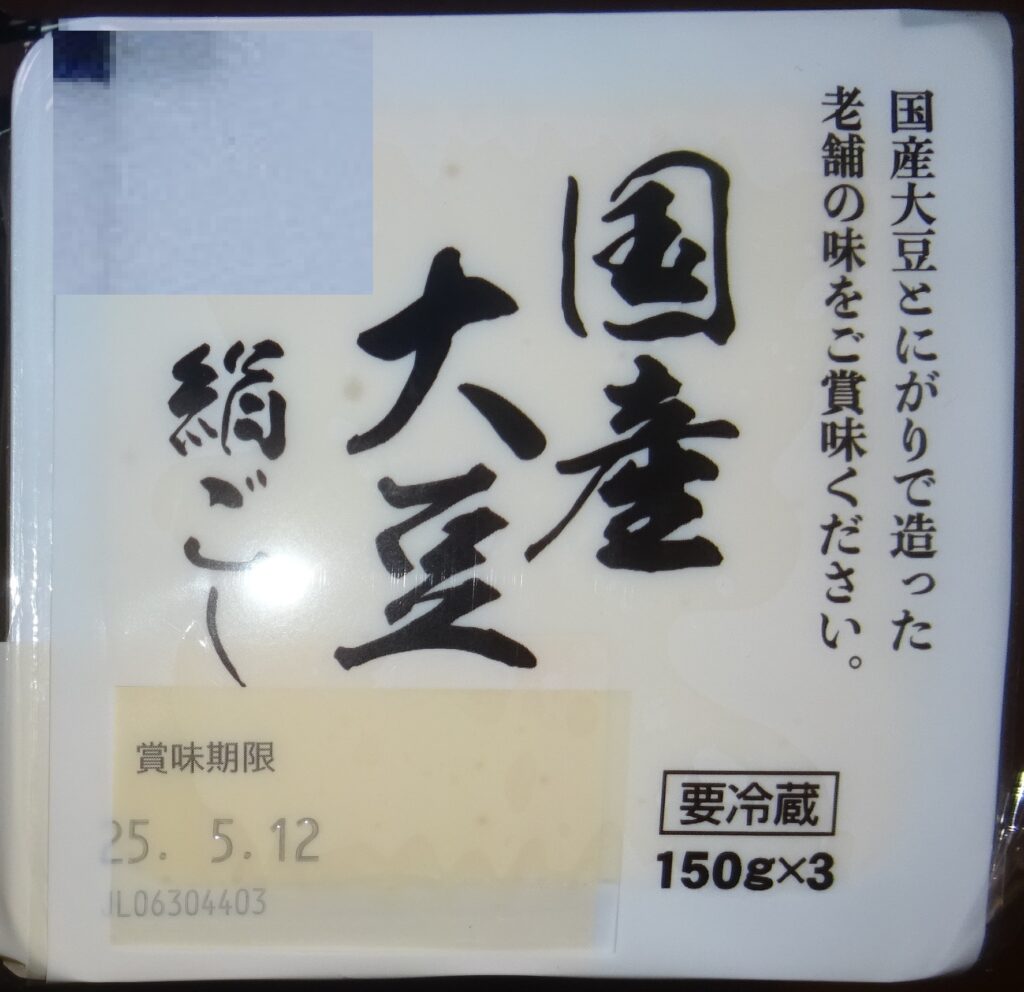 国産大豆とにがりで造った
老舗の味をご賞味ください。
国産
大豆
絹ごし
賞味期限
25. 5.12
JL06304403
要冷蔵
150g×3